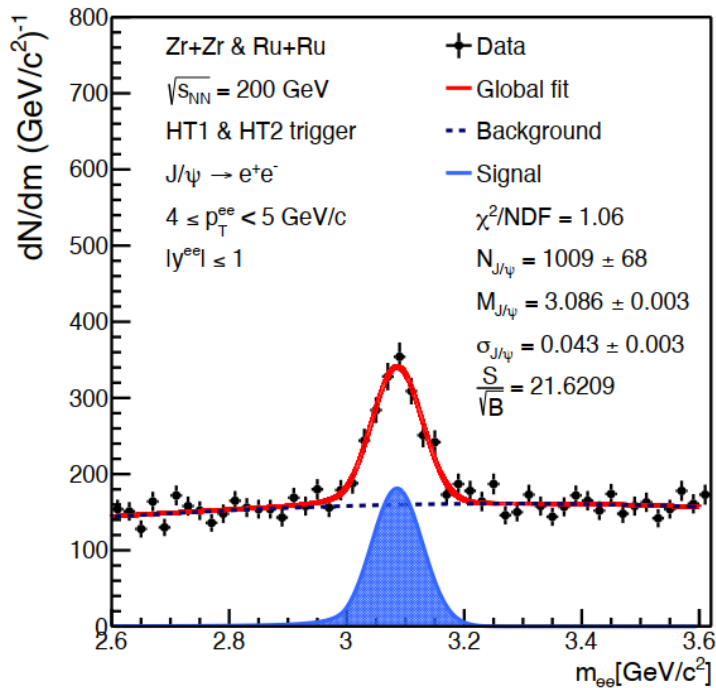 dN/dm (GeV/c²)⁻¹
800
700
600
500
400
300
200
100
0
Zr+Zr & Ru+Ru
√s_NN = 200 GeV
HT1 & HT2 trigger
J/ψ → e⁺e⁻
4 ≤ p_T^ee < 5 GeV/c
|y^ee| ≤ 1
Data
Global fit
Background
Signal
χ²/NDF = 1.06
N_J/ψ = 1009 ± 68
M_J/ψ = 3.086 ± 0.003
σ_J/ψ = 0.043 ± 0.003
S/√B = 21.6209
2.6 2.8 3 3.2 3.4 3.6
m_ee[GeV/c²]